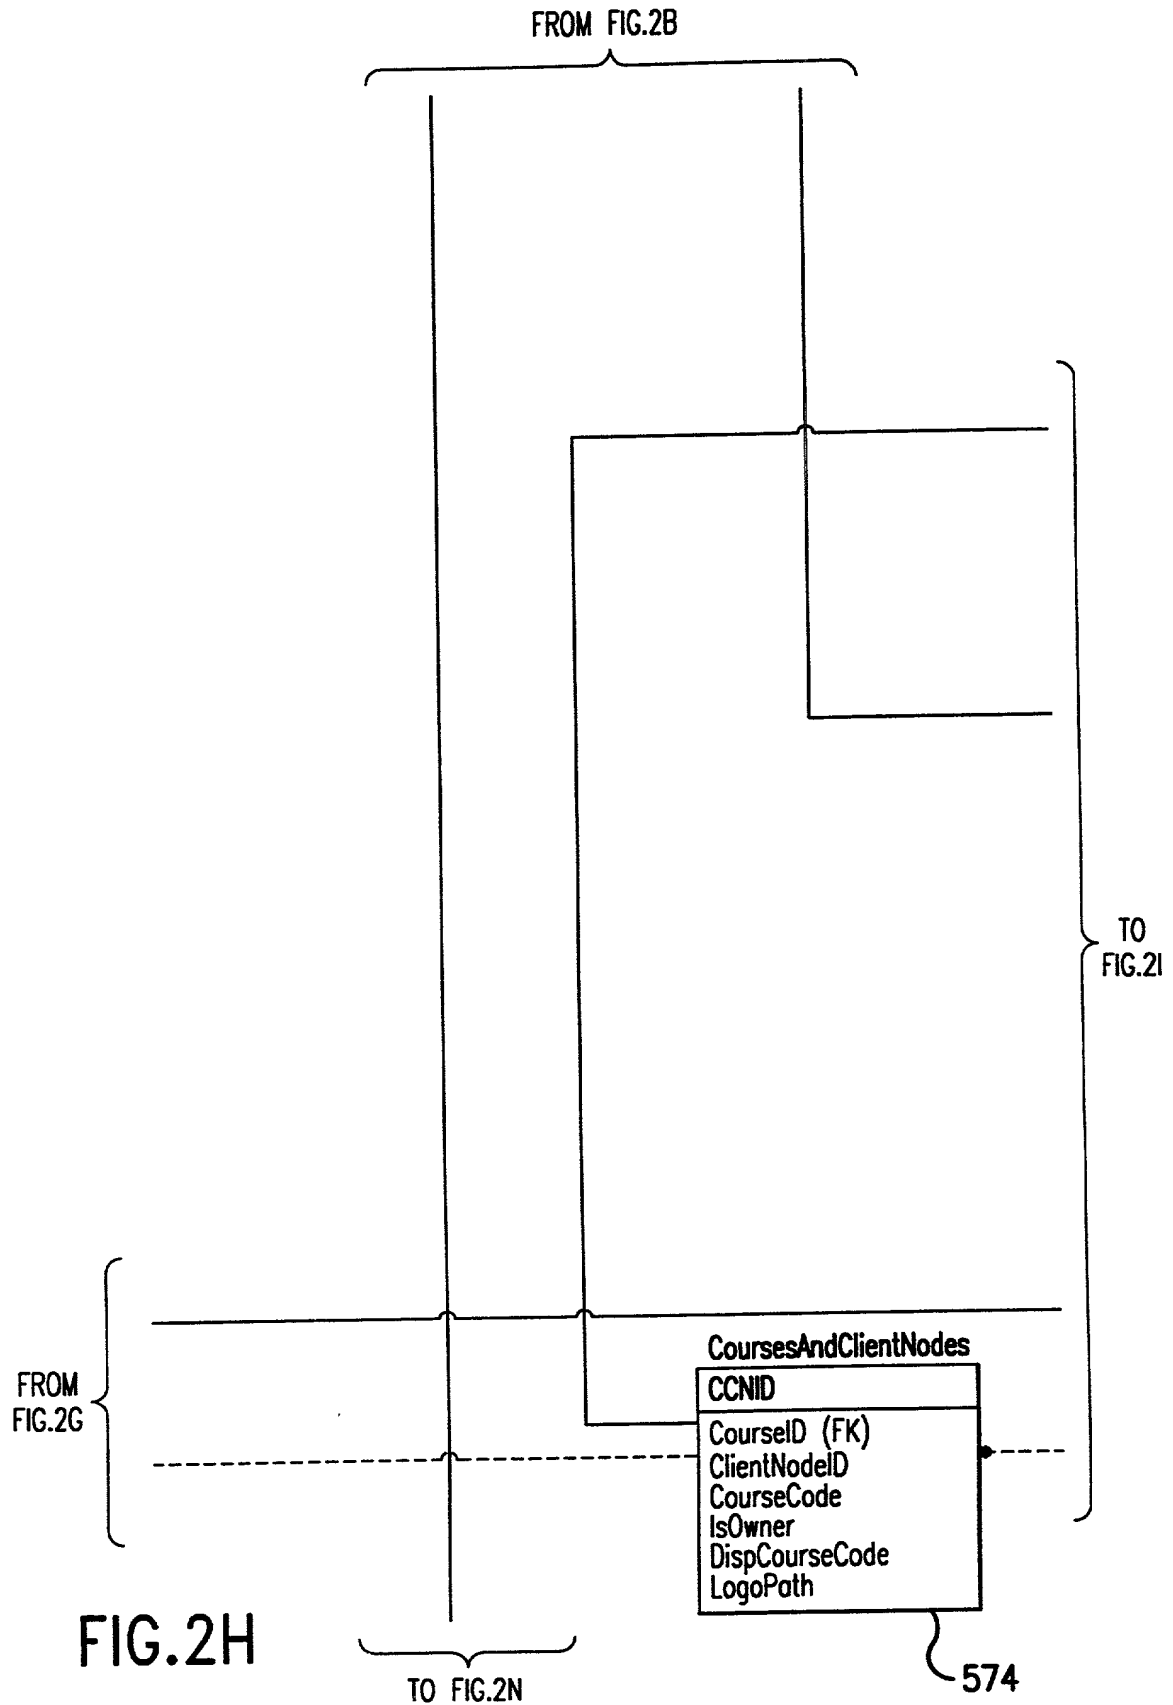 FROM FIG.2B
TO
FIG.2I
FROM
FIG.2G
CoursesAndClientNodes
CCNID
CourseID (FK)
ClientNodeID
CourseCode
IsOwner
DispCourseCode
LogoPath
574
FIG.2H
TO FIG.2N